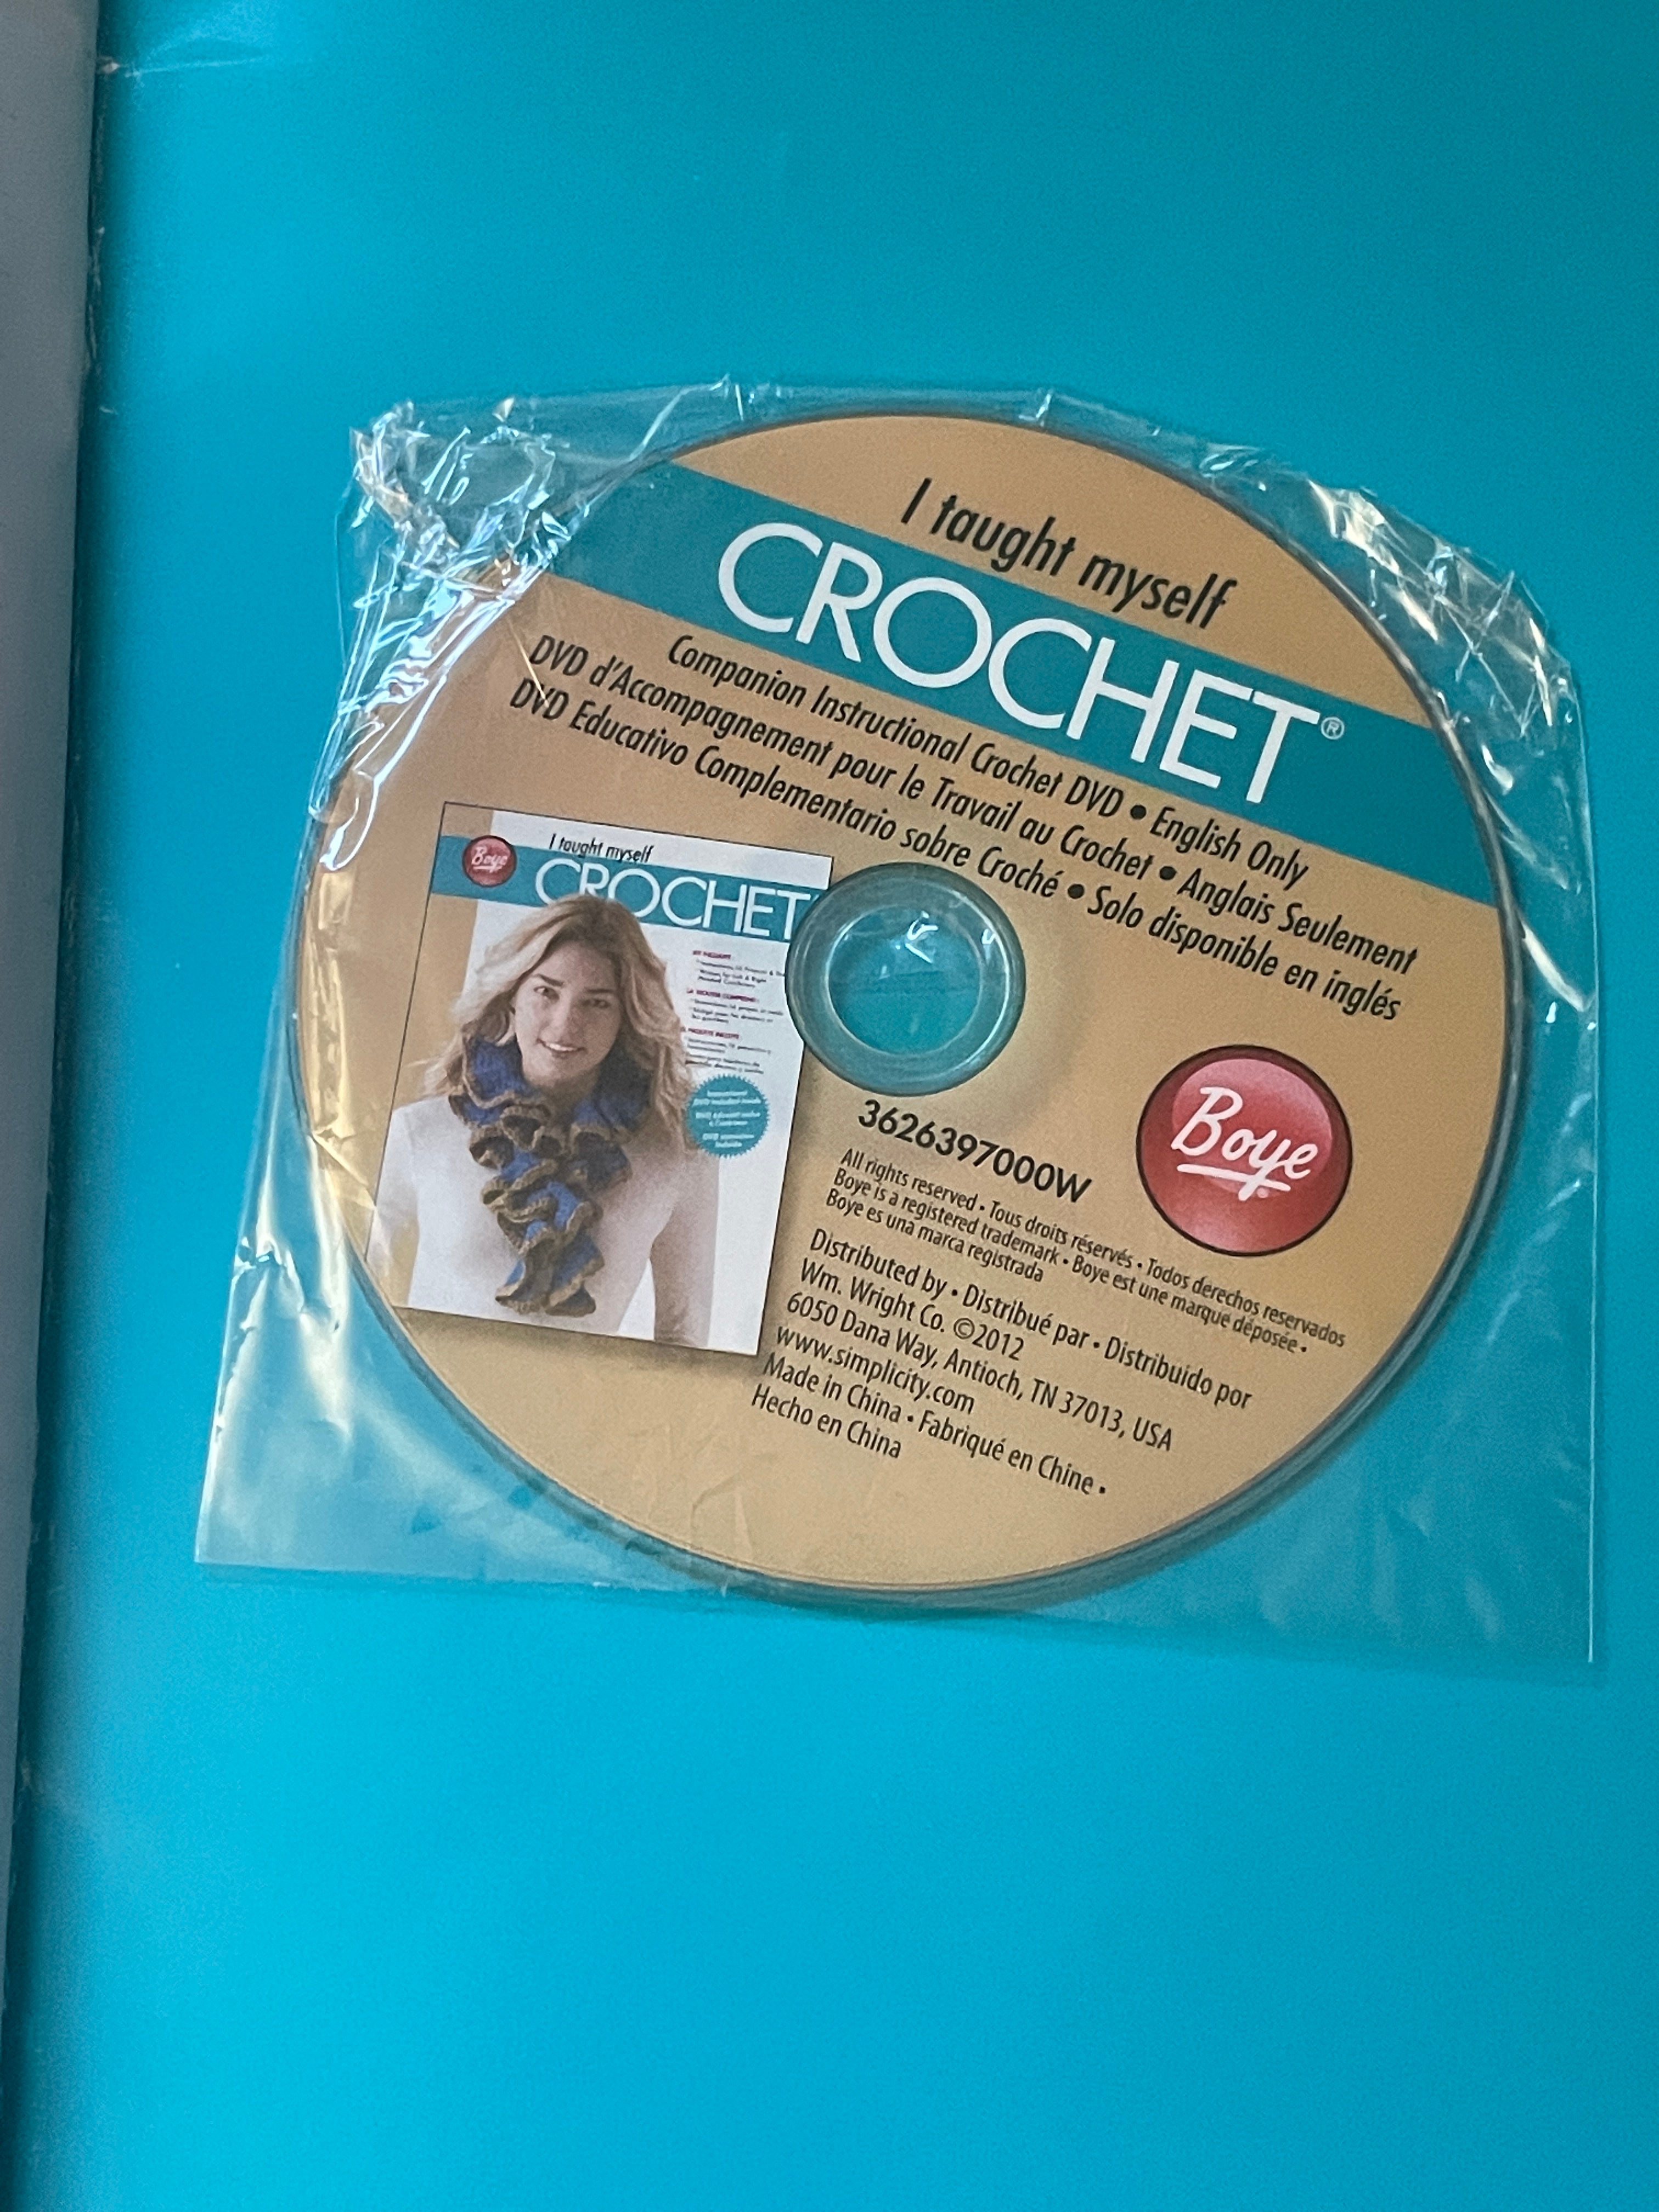 I taught myself
CROCHET®
Companion Instructional Crochet DVD • English Only
DVD d'Accompagnement pour le Travail au Crochet • Anglais Seulement
DVD Educativo Complementario sobre Croché • Solo disponible en inglés
Boye
I taught myself
CROCHET
Boye®
3626397000W
All rights reserved • Tous droits réservés • Todos derechos reservados
Boye is a registered trademark • Boye est une marque déposée •
Boye es una marca registrada
Distributed by • Distribué par • Distribuido por
Wm. Wright Co. ©2012
6050 Dana Way, Antioch, TN 37013, USA
www.simplicity.com
Made in China • Fabriqué en Chine •
Hecho en China